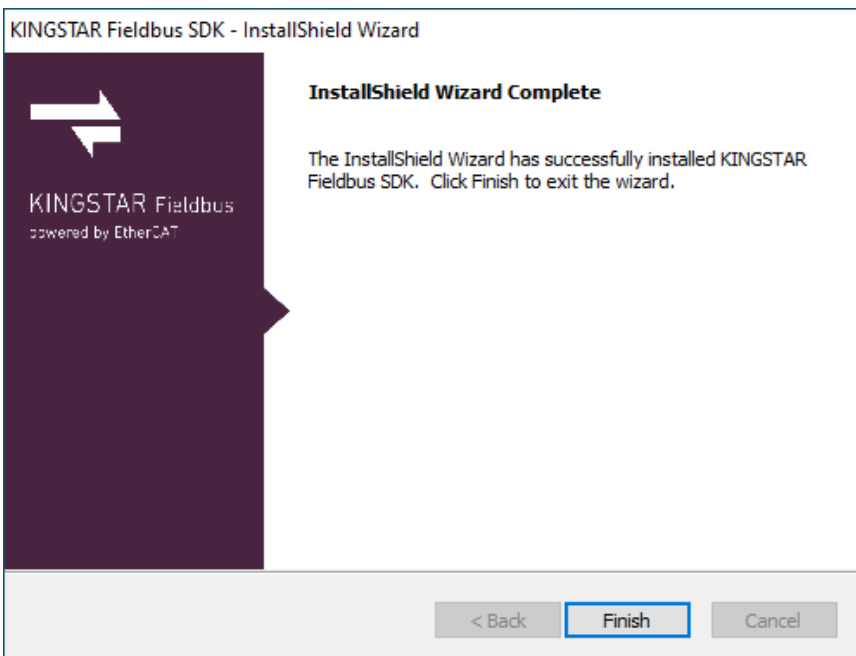 KINGSTAR Fieldbus SDK - InstallShield Wizard
InstallShield Wizard Complete
The InstallShield Wizard has successfully installed KINGSTAR
Fieldbus SDK.  Click Finish to exit the wizard.
KINGSTAR Fieldbus
powered by EtherCAT
< Back
Finish
Cancel